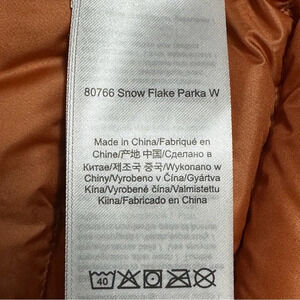 80766 Snow Flake Parka W
Made in China/Fabriqué en
Chine/产地 中国/Сделано в
Китае/제조국 중국/Wykonano w
Chiny/Vyrobeno v Čína/Gyártva
Kína/Vyrobené čína/Valmistettu
Kiina/Fabricado en China
40